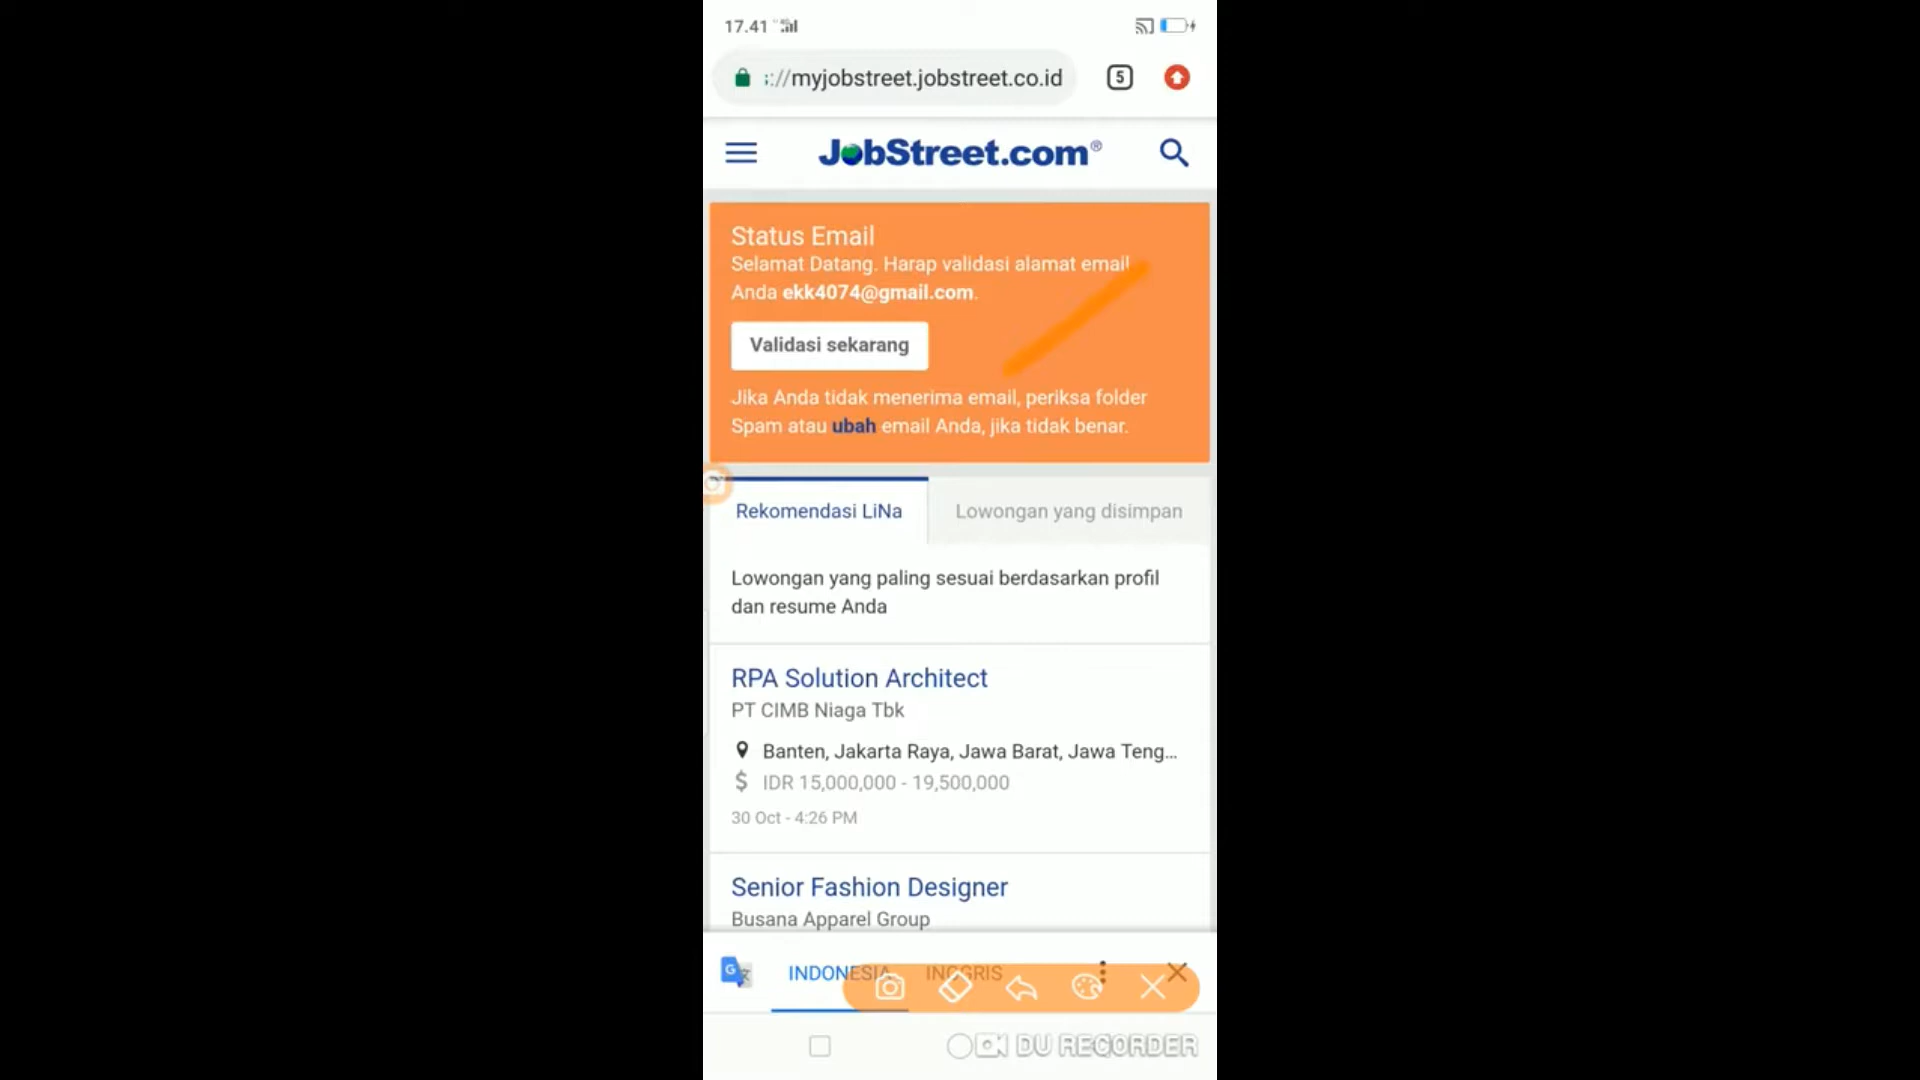 17.41
://myjobstreet.jobstreet.co.id
5
JobStreet.com®
Status Email
Selamat Datang. Harap validasi alamat email
Anda ekk4074@gmail.com.
Validasi sekarang
Jika Anda tidak menerima email, periksa folder
Spam atau ubah email Anda, jika tidak benar.
Rekomendasi LiNa
Lowongan yang disimpan
Lowongan yang paling sesuai berdasarkan profil
dan resume Anda
RPA Solution Architect
PT CIMB Niaga Tbk
Banten, Jakarta Raya, Jawa Barat, Jawa Teng...
$ IDR 15,000,000 - 19,500,000
30 Oct - 4:26 PM
Senior Fashion Designer
Busana Apparel Group
INDONESIA
INGGRIS
DU RECORDER